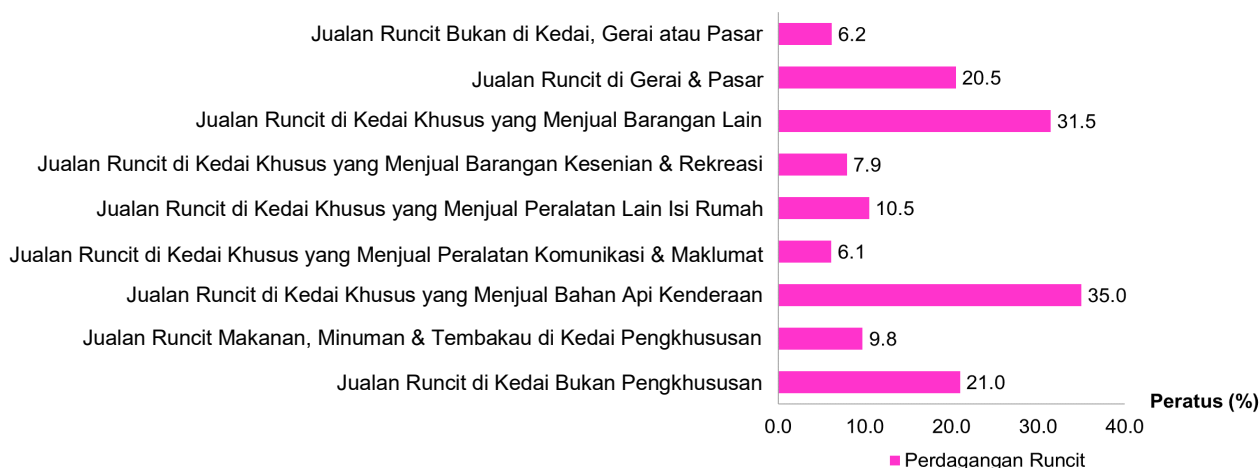 Jualan Runcit Bukan di Kedai, Gerai atau Pasar 6.2
Jualan Runcit di Gerai & Pasar 20.5
Jualan Runcit di Kedai Khusus yang Menjual Barangan Lain 31.5
Jualan Runcit di Kedai Khusus yang Menjual Barangan Kesenian & Rekreasi 7.9
Jualan Runcit di Kedai Khusus yang Menjual Peralatan Lain Isi Rumah 10.5
Jualan Runcit di Kedai Khusus yang Menjual Peralatan Komunikasi & Maklumat 6.1
Jualan Runcit di Kedai Khusus yang Menjual Bahan Api Kenderaan 35.0
Jualan Runcit Makanan, Minuman & Tembakau di Kedai Pengkhususan 9.8
Jualan Runcit di Kedai Bukan Pengkhususan 21.0
Peratus (%)
0.0 10.0 20.0 30.0 40.0
Perdagangan Runcit